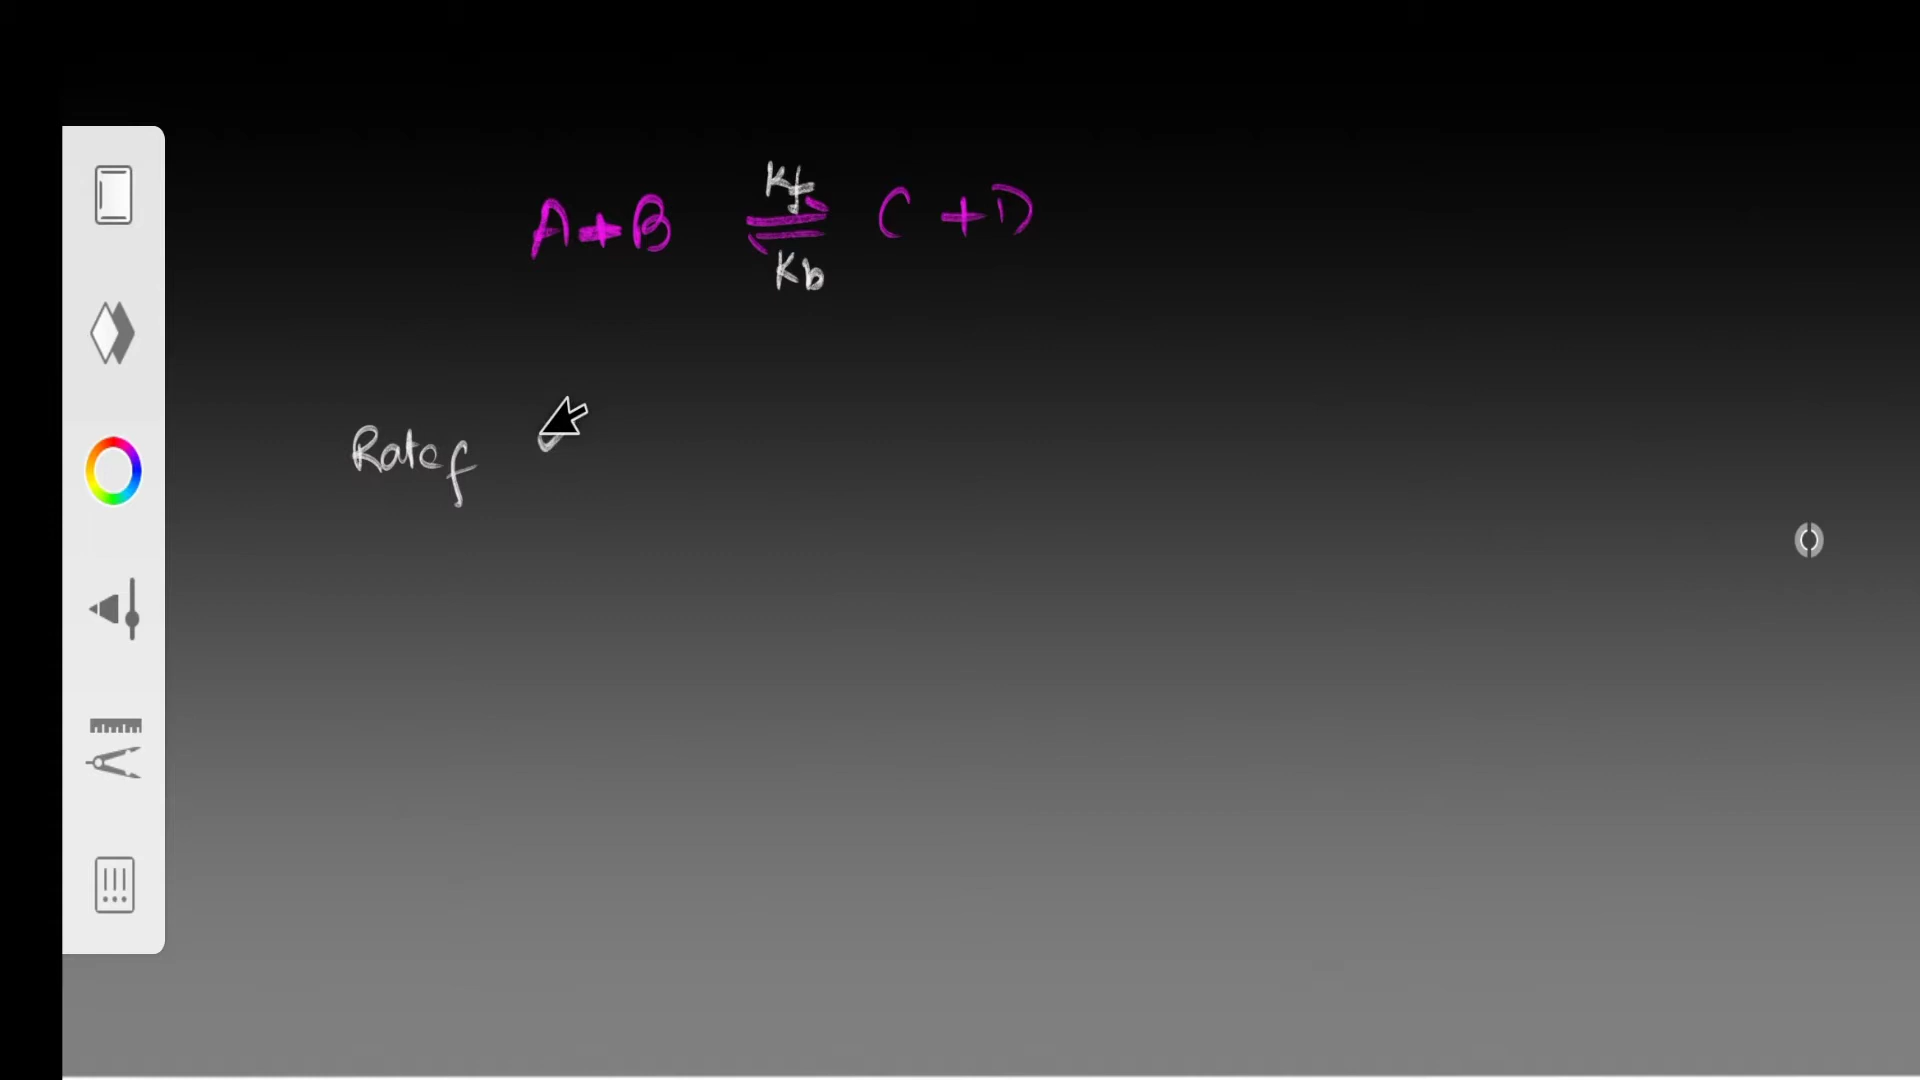 Kf
A+B ⇌ C+D
Kb
Ratef